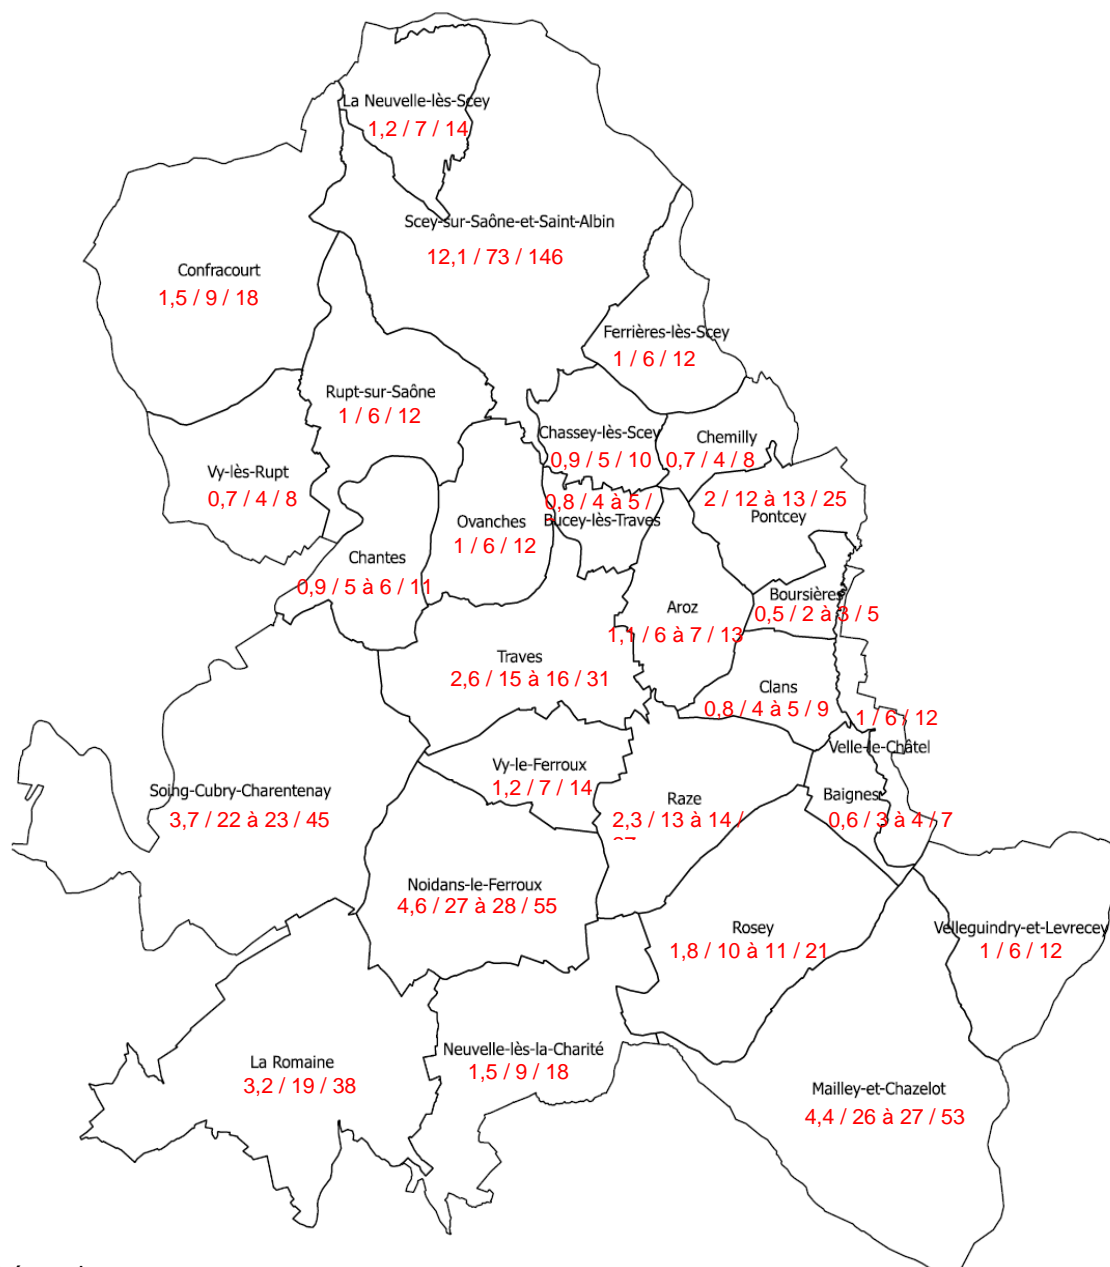 La Neuvelle-lès-Scey
1,2 / 7 / 14
Scey-sur-Saône-et-Saint-Albin
12,1 / 73 / 146
Confracourt
1,5 / 9 / 18
Ferrières-lès-Scey
1 / 6 / 12
Rupt-sur-Saône
1 / 6 / 12
Chassey-lès-Scey
0,9 / 5 / 10
Chemilly
0,7 / 4 / 8
Vy-lès-Rupt
0,7 / 4 / 8
0,8 / 4 à 5 /
Bucey-lès-Traves
2 / 12 à 13 / 25
Pontcey
Ovanches
1 / 6 / 12
Chantes
0,9 / 5 à 6 / 11
Boursières
0,5 / 2 à 3 / 5
Aroz
1,1 / 6 à 7 / 13
Traves
2,6 / 15 à 16 / 31
Clans
0,8 / 4 à 5 / 9
1 / 6 / 12
Velle-le-Châtel
Vy-le-Ferroux
1,2 / 7 / 14
Soing-Cubry-Charentenay
3,7 / 22 à 23 / 45
Raze
2,3 / 13 à 14 /
Baignes
0,6 / 3 à 4 / 7
Noidans-le-Ferroux
4,6 / 27 à 28 / 55
Rosey
1,8 / 10 à 11 / 21
Velleguindry-et-Levrecey
1 / 6 / 12
La Romaine
3,2 / 19 / 38
Neuvelle-lès-la-Charité
1,5 / 9 / 18
Mailley-et-Chazelot
4,4 / 26 à 27 / 53